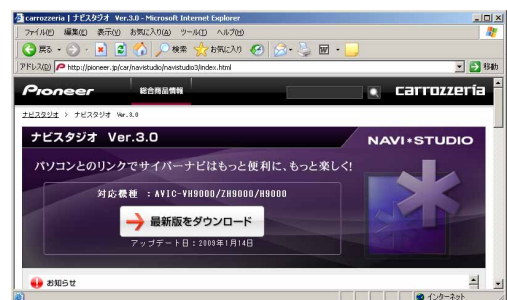 carrozzeria | ナビスタジオ Ver.3.0 - Microsoft Internet Explorer
ファイル(F) 編集(E) 表示(V) お気に入り(A) ツール(T) ヘルプ(H)
戻る 検索 お気に入り
アドレス(D) http://pioneer.jp/car/navistudio/navistudio3/index.html 移動
Pioneer 総合商品情報 carrozzeria
ナビスタジオ > ナビスタジオ Ver.3.0
ナビスタジオ Ver.3.0 NAVI*STUDIO
パソコンとのリンクでサイバーナビはもっと便利に、もっと楽しく!
対応機種 : AVIC-VH9000/ZH9000/H9000
最新版をダウンロード
アップデート日:2009年1月14日
お知らせ
インターネット